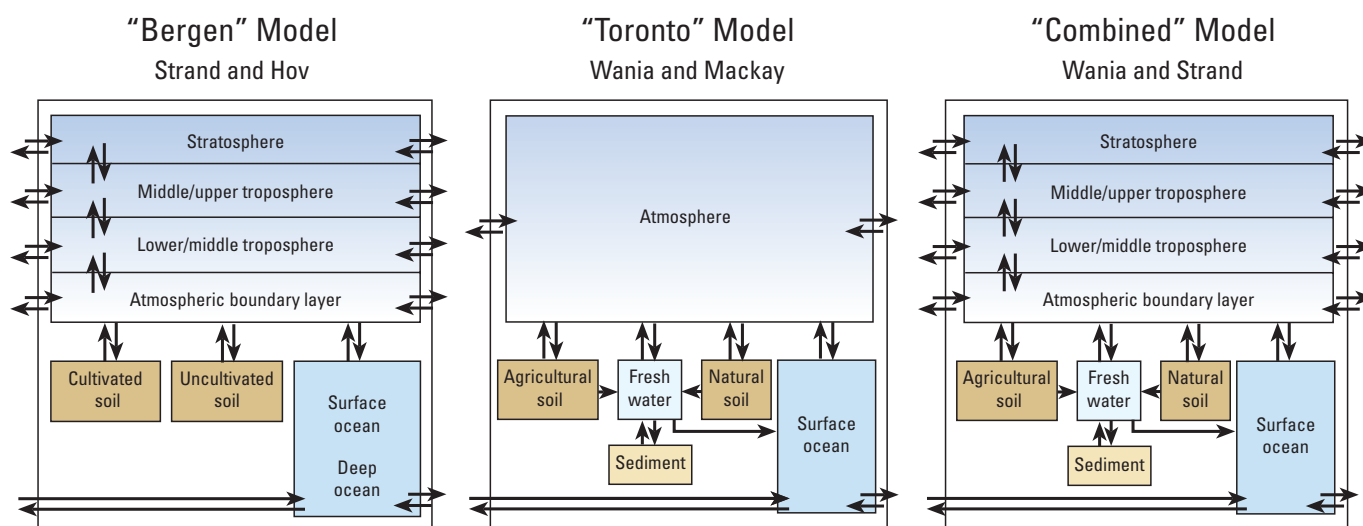 “Bergen” Model
Strand and Hov
Stratosphere
Middle/upper troposphere
Lower/middle troposphere
Atmospheric boundary layer
Cultivated
soil
Uncultivated
soil
Surface
ocean
Deep
ocean
“Toronto” Model
Wania and Mackay
Atmosphere
Agricultural
soil
Fresh
water
Natural
soil
Sediment
Surface
ocean
“Combined” Model
Wania and Strand
Stratosphere
Middle/upper troposphere
Lower/middle troposphere
Atmospheric boundary layer
Agricultural
soil
Fresh
water
Natural
soil
Sediment
Surface
ocean